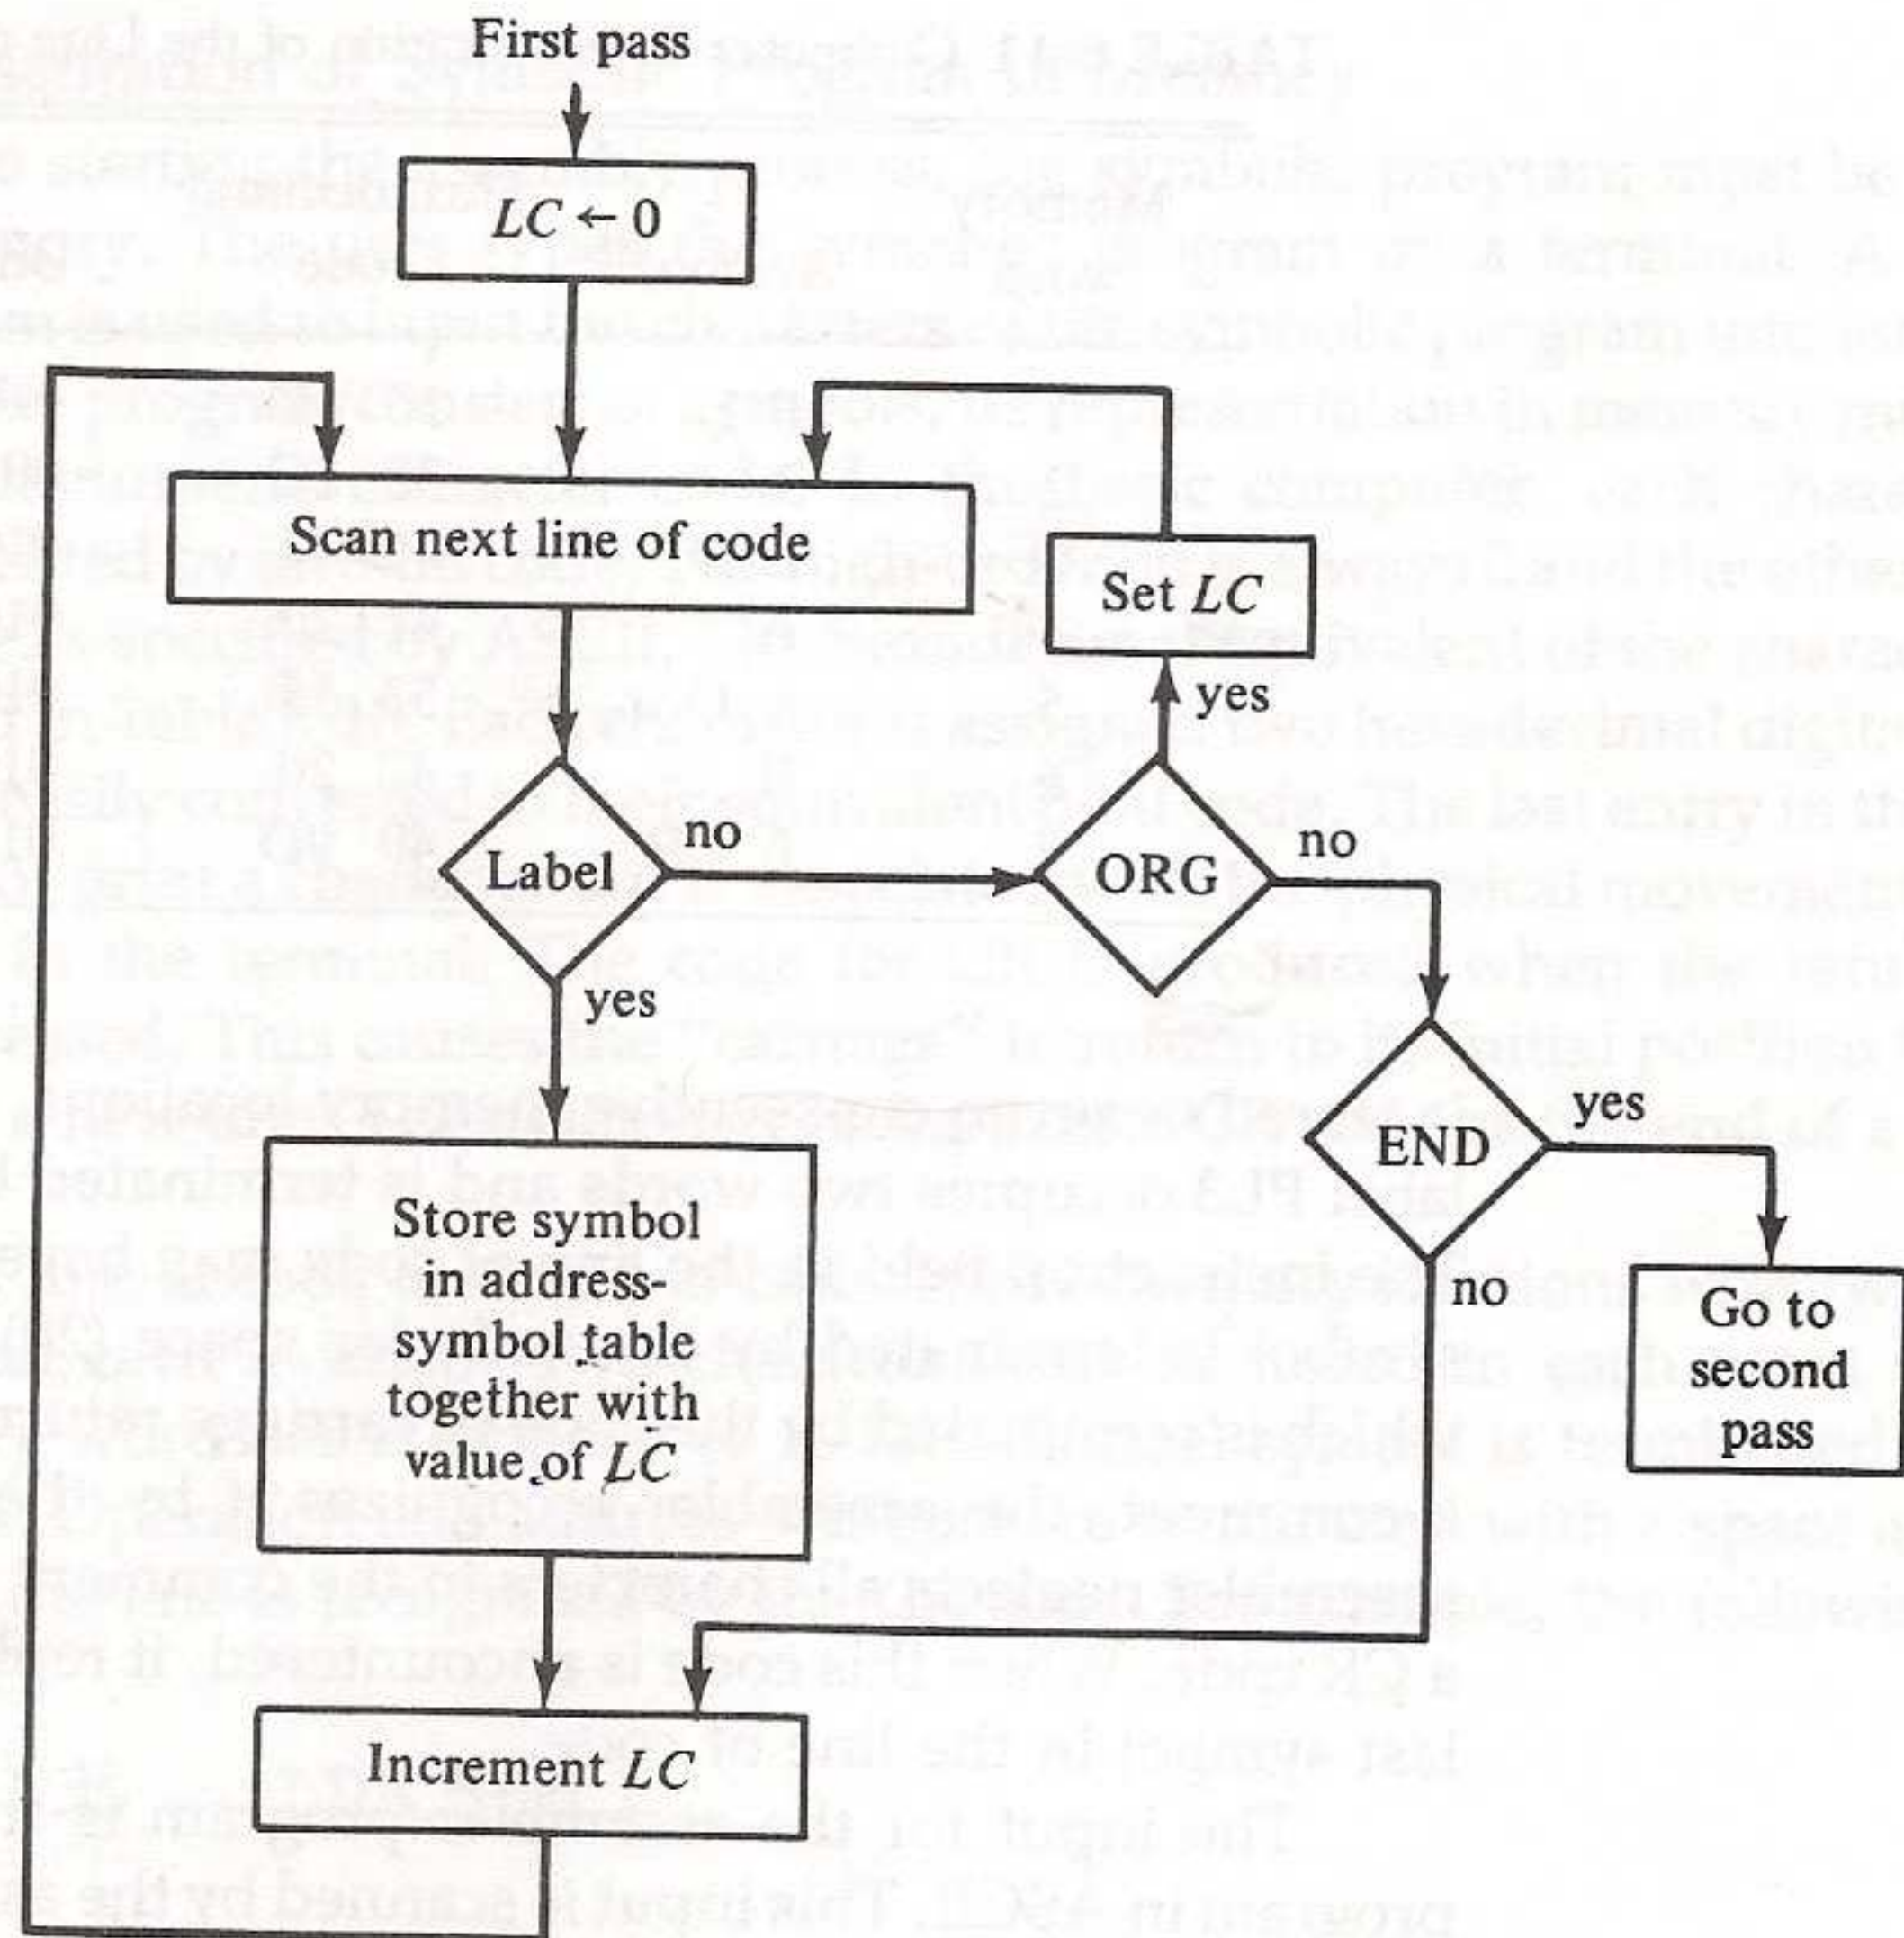 First pass
LC ← 0
Scan next line of code
Set LC
yes
Label
no
ORG
no
yes
END
yes
no
Store symbol
in address-
symbol table
together with
value of LC
Go to
second
pass
Increment LC